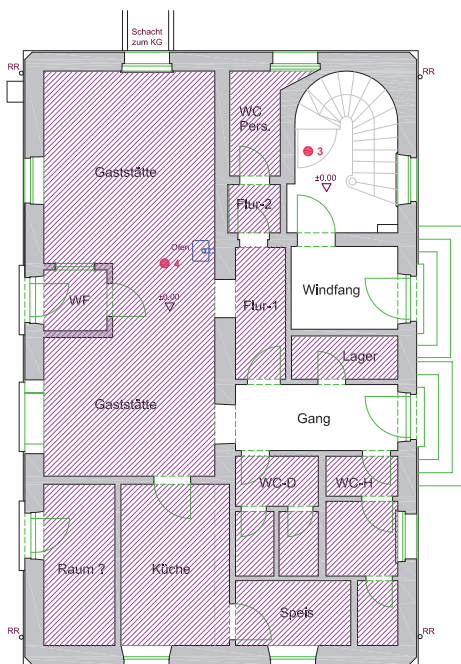 Schacht
zum KG
RR
RR
WC
Pers.
3
Gaststätte
±0.00
Flur-2
Ofen
4
WF
±0.00
Flur-1
Windfang
Lager
Gaststätte
Gang
WC-D
WC-H
Raum ?
Küche
Speis
RR
RR